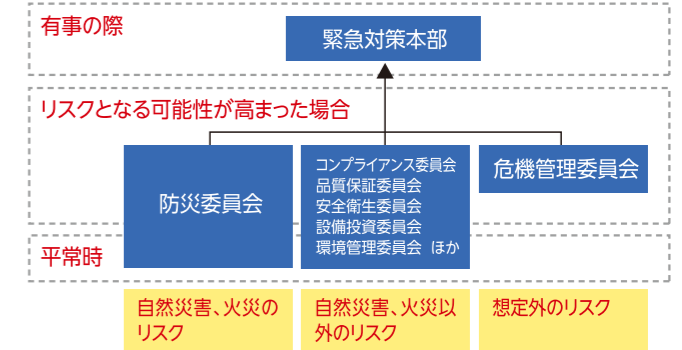 有事の際
緊急対策本部
リスクとなる可能性が高まった場合
防災委員会
コンプライアンス委員会
品質保証委員会
安全衛生委員会
設備投資委員会
環境管理委員会 ほか
危機管理委員会
平常時
自然災害、火災の
リスク
自然災害、火災以
外のリスク
想定外のリスク